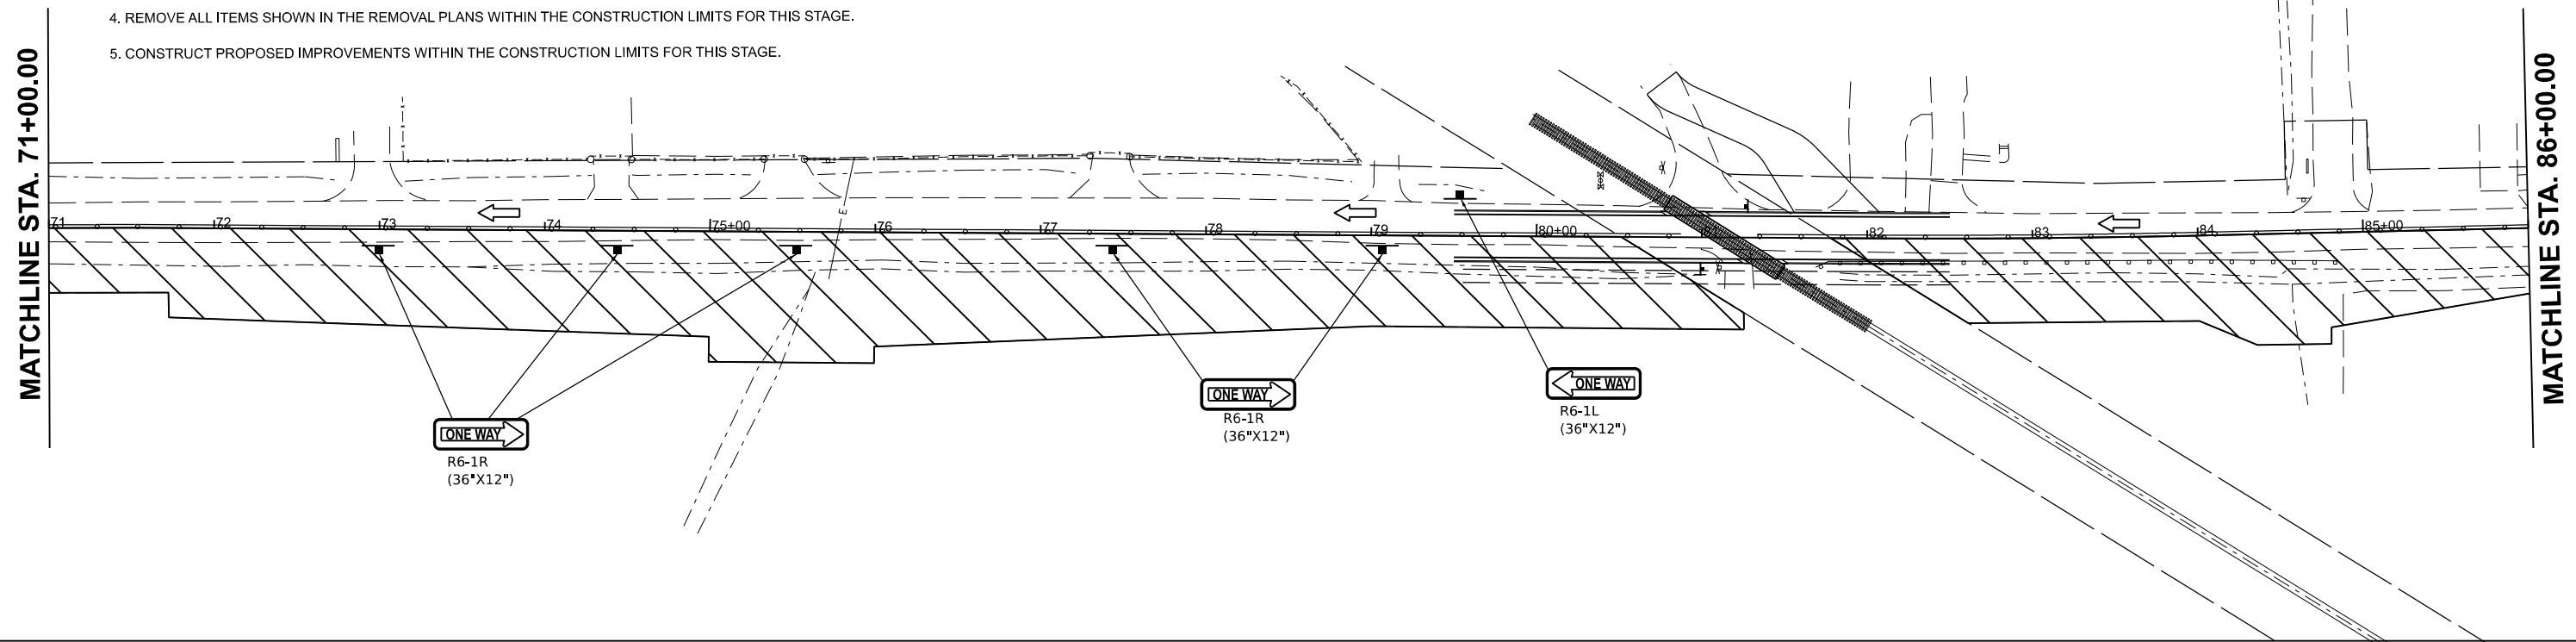 4. REMOVE ALL ITEMS SHOWN IN THE REMOVAL PLANS WITHIN THE CONSTRUCTION LIMITS FOR THIS STAGE.
5. CONSTRUCT PROPOSED IMPROVEMENTS WITHIN THE CONSTRUCTION LIMITS FOR THIS STAGE.
MATCHLINE STA. 71+00.00
MATCHLINE STA. 86+00.00
E
71 72 73 74 75+00 76 77 78 79 80+00 81 82 83 84 85+00
ONE WAY
R6-1R
(36"X12")
ONE WAY
R6-1R
(36"X12")
ONE WAY
R6-1L
(36"X12")